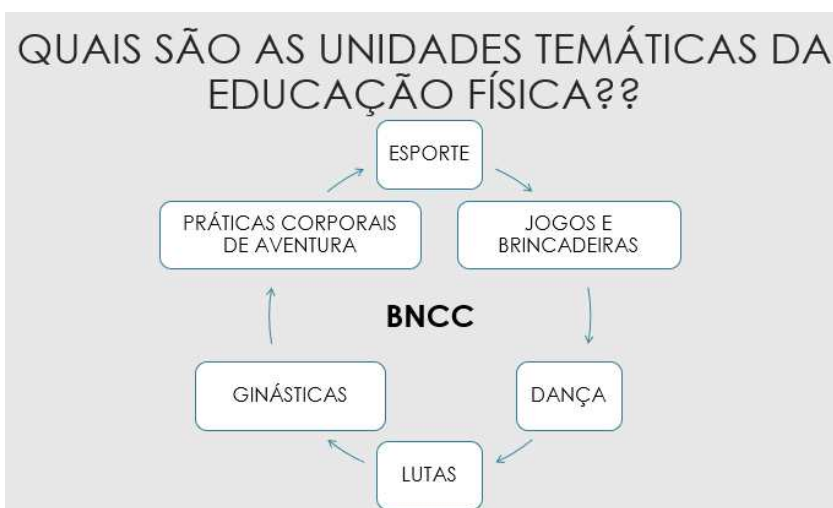 QUAIS SÃO AS UNIDADES TEMÁTICAS DA
EDUCAÇÃO FÍSICA??
ESPORTE
PRÁTICAS CORPORAIS
DE AVENTURA
JOGOS E
BRINCADEIRAS
BNCC
GINÁSTICAS
DANÇA
LUTAS